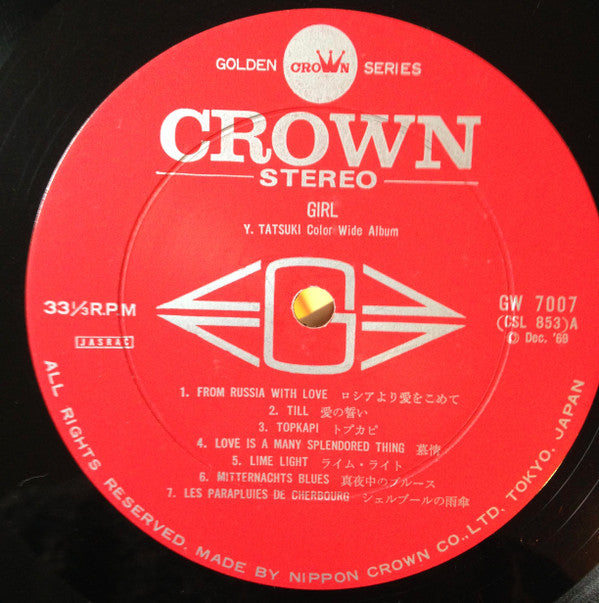 GOLDEN CROWN SERIES
CROWN
STEREO
GIRL
Y. TATSUKI Color Wide Album
33⅓R.P.M
JASRAC
G
GW 7007
(CSL 853)A
Ⓟ Dec. '69
1. FROM RUSSIA WITH LOVE ロシアより愛をこめて
2. TILL 愛の誓い
3. TOPKAPI トプカピ
4. LOVE IS A MANY SPLENDORED THING 慕情
5. LIME LIGHT ライム・ライト
6. MITTERNACHTS BLUES 真夜中のブルース
7. LES PARAPLUIES DE CHERBOURG シェルブールの雨傘
ALL RIGHTS RESERVED. MADE BY NIPPON CROWN CO.,LTD. TOKYO. JAPAN